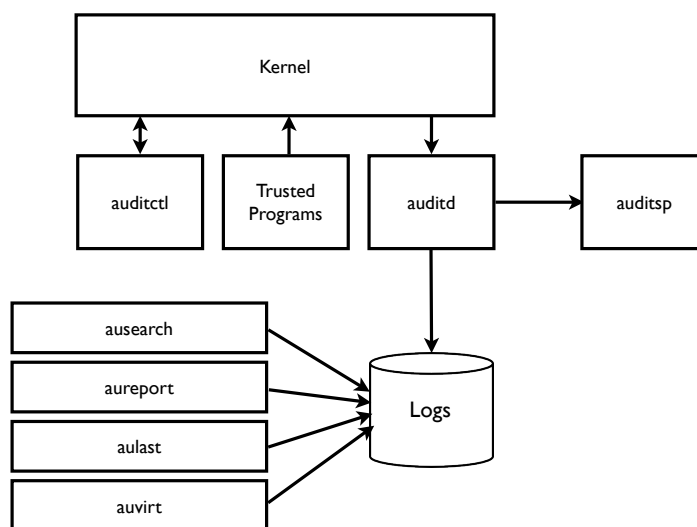 Kernel
auditctl
Trusted
Programs
auditd
auditsp
ausearch
aureport
aulast
auvirt
Logs